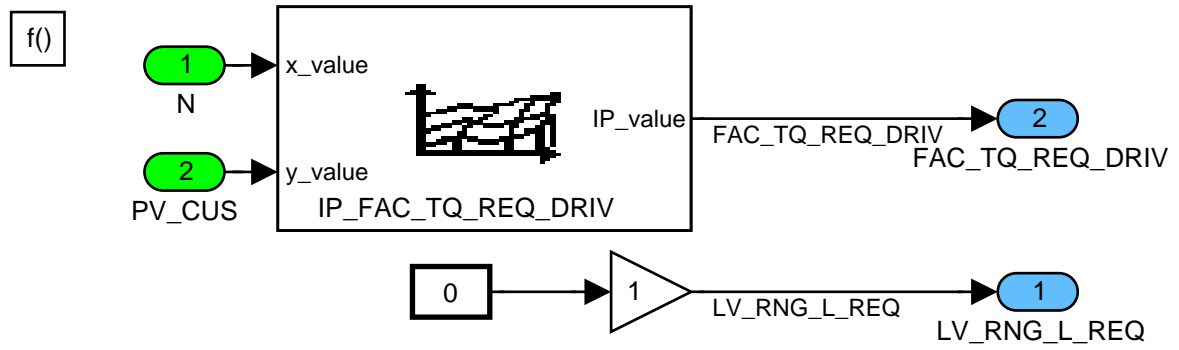 f()
1
N
x_value
IP_value
FAC_TQ_REQ_DRIV
2
FAC_TQ_REQ_DRIV
2
PV_CUS
y_value
IP_FAC_TQ_REQ_DRIV
0
1
LV_RNG_L_REQ
1
LV_RNG_L_REQ